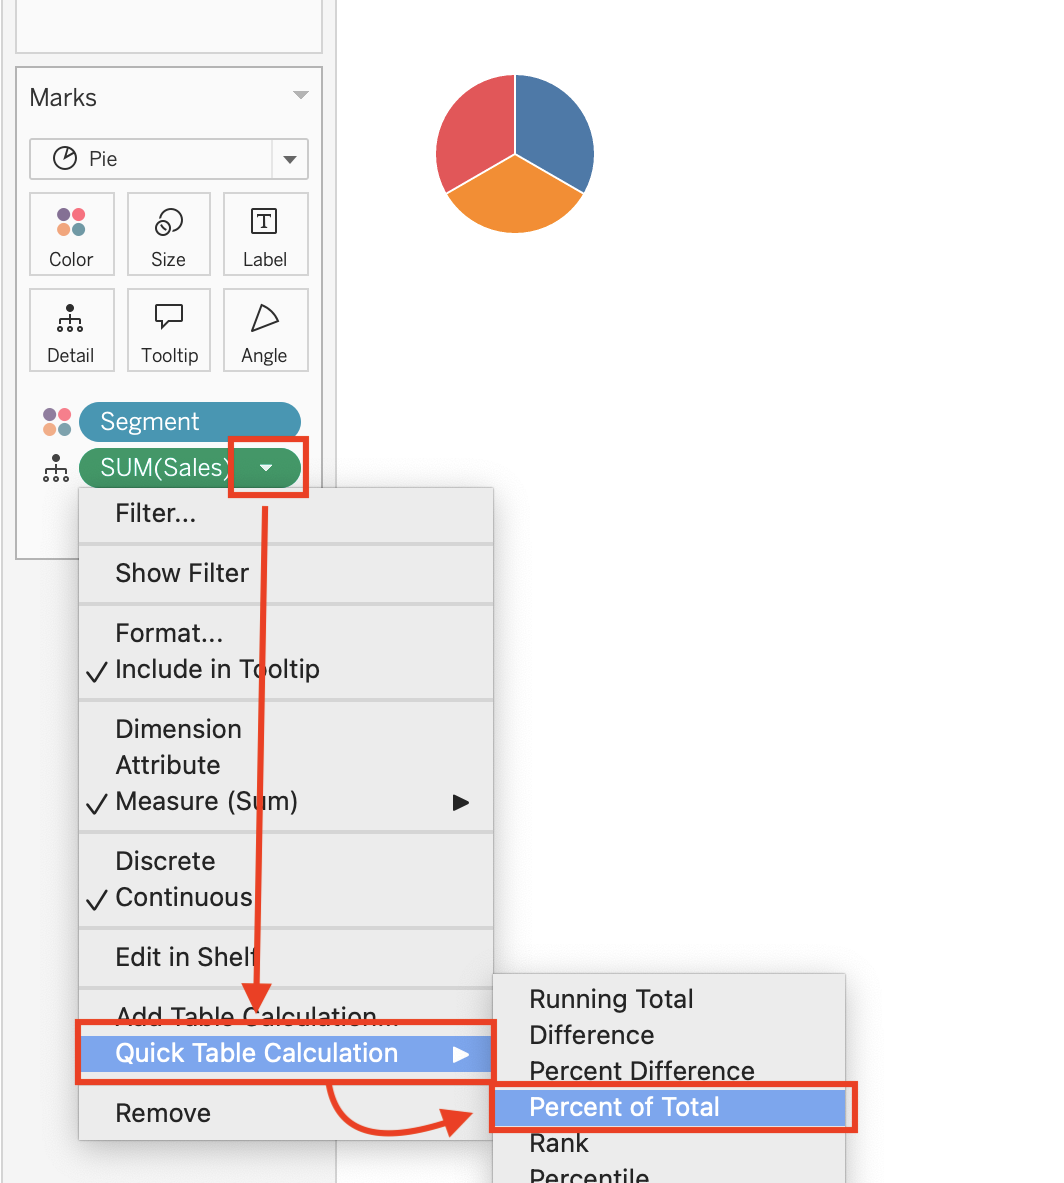 Marks
Pie
Color
Size
Label
Detail
Tooltip
Angle
Segment
SUM(Sales)
Filter...
Show Filter
Format...
Include in Tooltip
Dimension
Attribute
Measure (Sum)
Discrete
Continuous
Edit in Shelf
Add Table Calculation...
Quick Table Calculation
Remove
Running Total
Difference
Percent Difference
Percent of Total
Rank
Percentile